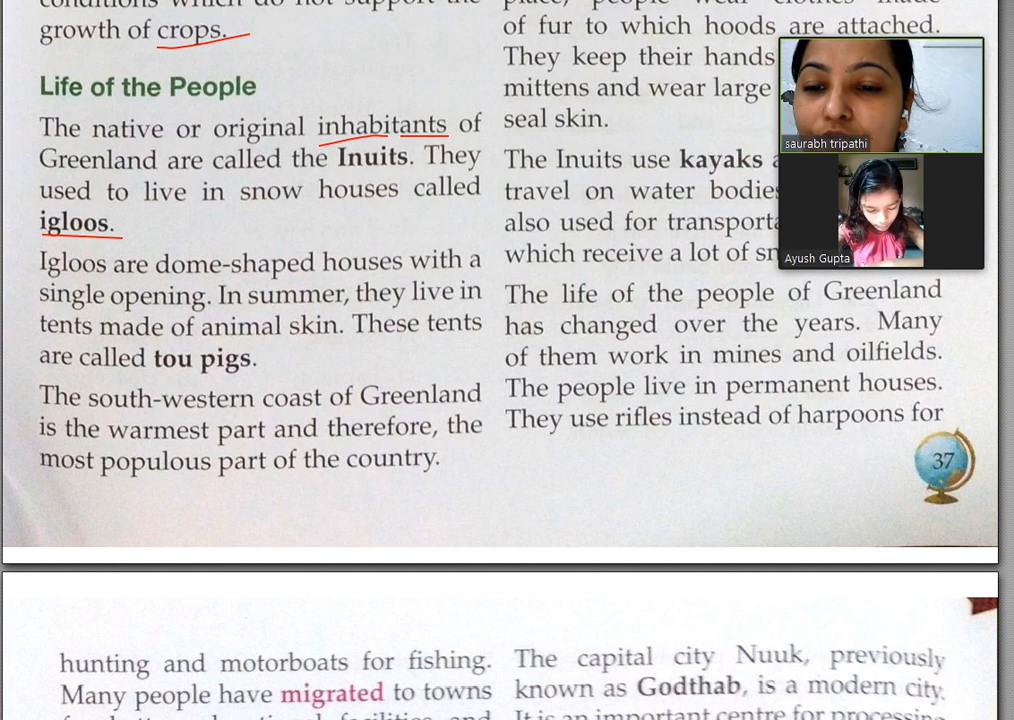 growth of crops.
Life of the People
The native or original inhabitants of
Greenland are called the Inuits. They
used to live in snow houses called
igloos.
Igloos are dome-shaped houses with a
single opening. In summer, they live in
tents made of animal skin. These tents
are called tou pigs.
The south-western coast of Greenland
is the warmest part and therefore, the
most populous part of the country.
of fur to which hoods are attached.
They keep their hands
mittens and wear large
seal skin.
The Inuits use kayaks
travel on water bodies
also used for
which receive a lot of
The life of the people of Greenland
has changed over the years. Many
of them work in mines and oilfields.
The people live in permanent houses.
They use rifles instead of harpoons for
37
saurabh tripathi
Ayush Gupta
hunting and motorboats for fishing.
Many people have migrated to towns
The capital city Nuuk, previously
known as Godthab, is a modern city.
It is an important centre for processing